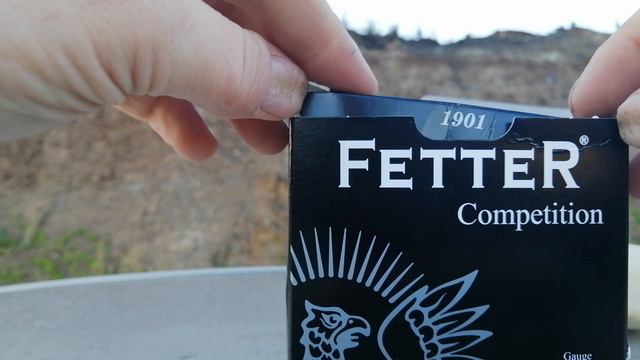 1901
FETTER®
Competition
Gauge